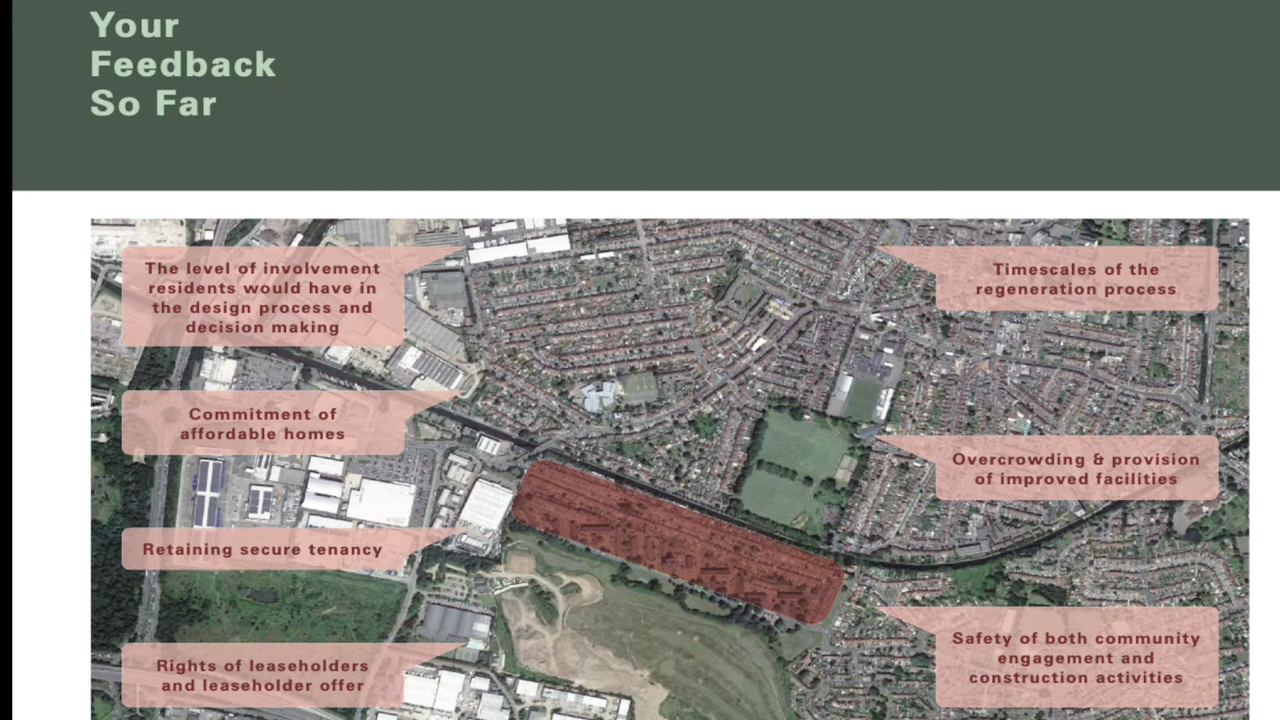 Your
Feedback
So Far
The level of involvement
residents would have in
the design process and
decision making
Commitment of
affordable homes
Retaining secure tenancy
Rights of leaseholders
and leaseholder offer
Timescales of the
regeneration process
Overcrowding & provision
of improved facilities
Safety of both community
engagement and
construction activities